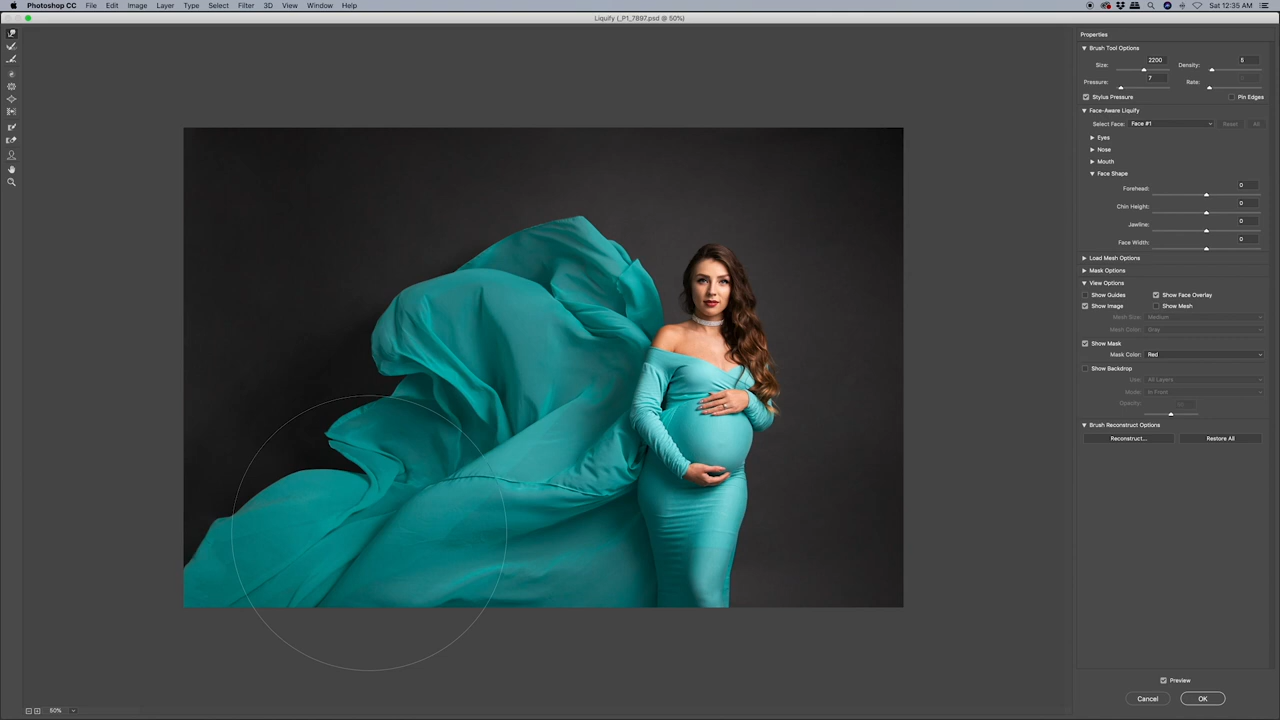 Photoshop CC File Edit Image Layer Type Select Filter 3D View Window Help Sat 12:35 AM
Liquify (_P1_7897.psd @ 50%)
Properties
Brush Tool Options
Size: 2200 Density: 5
Pressure: 7 Rate:
Stylus Pressure Pin Edges
Face-Aware Liquify
Select Face: Face #1 Reset All
Eyes
Nose
Mouth
Face Shape
Forehead: 0
Chin Height: 0
Jawline: 0
Face Width: 0
Load Mesh Options
Mask Options
View Options
Show Guides Show Face Overlay
Show Image Show Mesh
Mesh Size: Medium
Mesh Color: Gray
Show Mask
Mask Color: Red
Show Backdrop
Use: All Layers
Mode: In Front
Opacity:
Brush Reconstruct Options
Reconstruct... Restore All
Preview
Cancel OK
50%